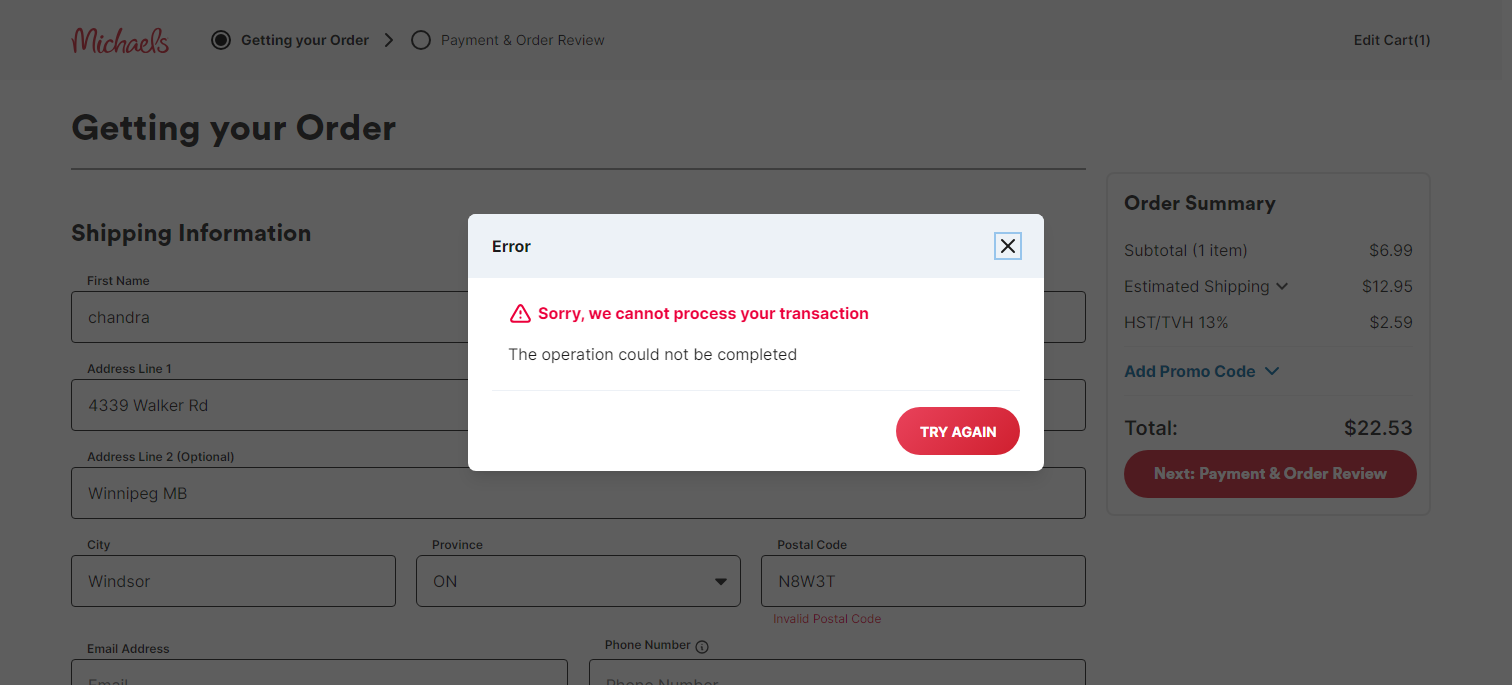 Michaels
Getting your Order
Payment & Order Review
Edit Cart(1)
Getting your Order
Shipping Information
First Name
chandra
Address Line 1
4339 Walker Rd
Address Line 2 (Optional)
Winnipeg MB
City
Windsor
Province
ON
Postal Code
N8W3T
Invalid Postal Code
Email Address
Email
Phone Number
Phone Number
Error
Sorry, we cannot process your transaction
The operation could not be completed
TRY AGAIN
Order Summary
Subtotal (1 item) $6.99
Estimated Shipping $12.95
HST/TVH 13% $2.59
Add Promo Code
Total: $22.53
Next: Payment & Order Review